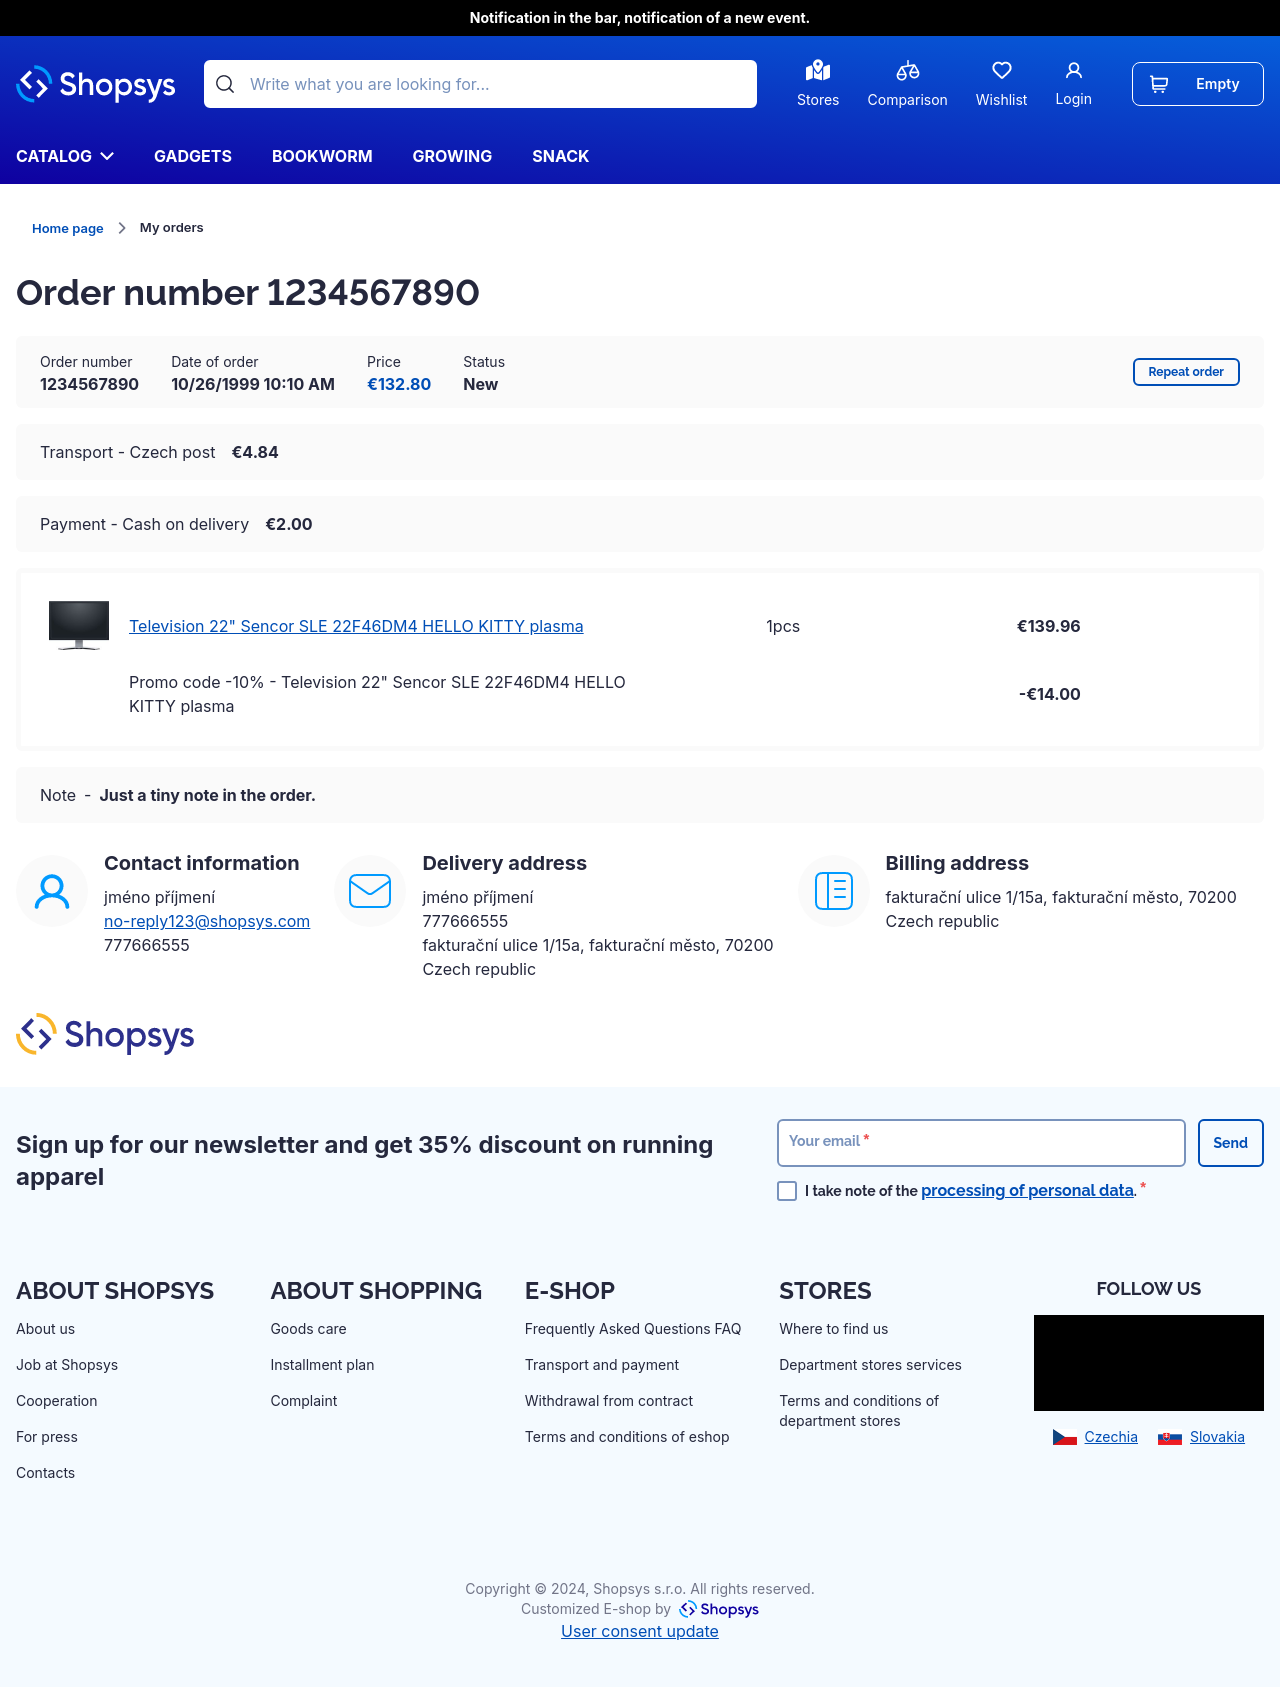 Notification in the bar, notification of a new event.
Shopsys
Write what you are looking for...
Stores
Comparison
Wishlist
Login
Empty
CATALOG
GADGETS
BOOKWORM
GROWING
SNACK
Home page
My orders
Order number 1234567890
Order number
1234567890
Date of order
10/26/1999 10:10 AM
Price
€132.80
Status
New
Repeat order
Transport - Czech post €4.84
Payment - Cash on delivery €2.00
Television 22" Sencor SLE 22F46DM4 HELLO KITTY plasma
1pcs
€139.96
Promo code -10% - Television 22" Sencor SLE 22F46DM4 HELLO
KITTY plasma
-€14.00
Note - Just a tiny note in the order.
Contact information
jméno příjmení
no-reply123@shopsys.com
777666555
Delivery address
jméno příjmení
777666555
fakturační ulice 1/15a, fakturační město, 70200
Czech republic
Billing address
fakturační ulice 1/15a, fakturační město, 70200
Czech republic
Shopsys
Sign up for our newsletter and get 35% discount on running
apparel
Your email *
Send
I take note of the processing of personal data. *
ABOUT SHOPSYS
About us
Job at Shopsys
Cooperation
For press
Contacts
ABOUT SHOPPING
Goods care
Installment plan
Complaint
E-SHOP
Frequently Asked Questions FAQ
Transport and payment
Withdrawal from contract
Terms and conditions of eshop
STORES
Where to find us
Department stores services
Terms and conditions of
department stores
FOLLOW US
Czechia
Slovakia
Copyright © 2024, Shopsys s.r.o. All rights reserved.
Customized E-shop by Shopsys
User consent update